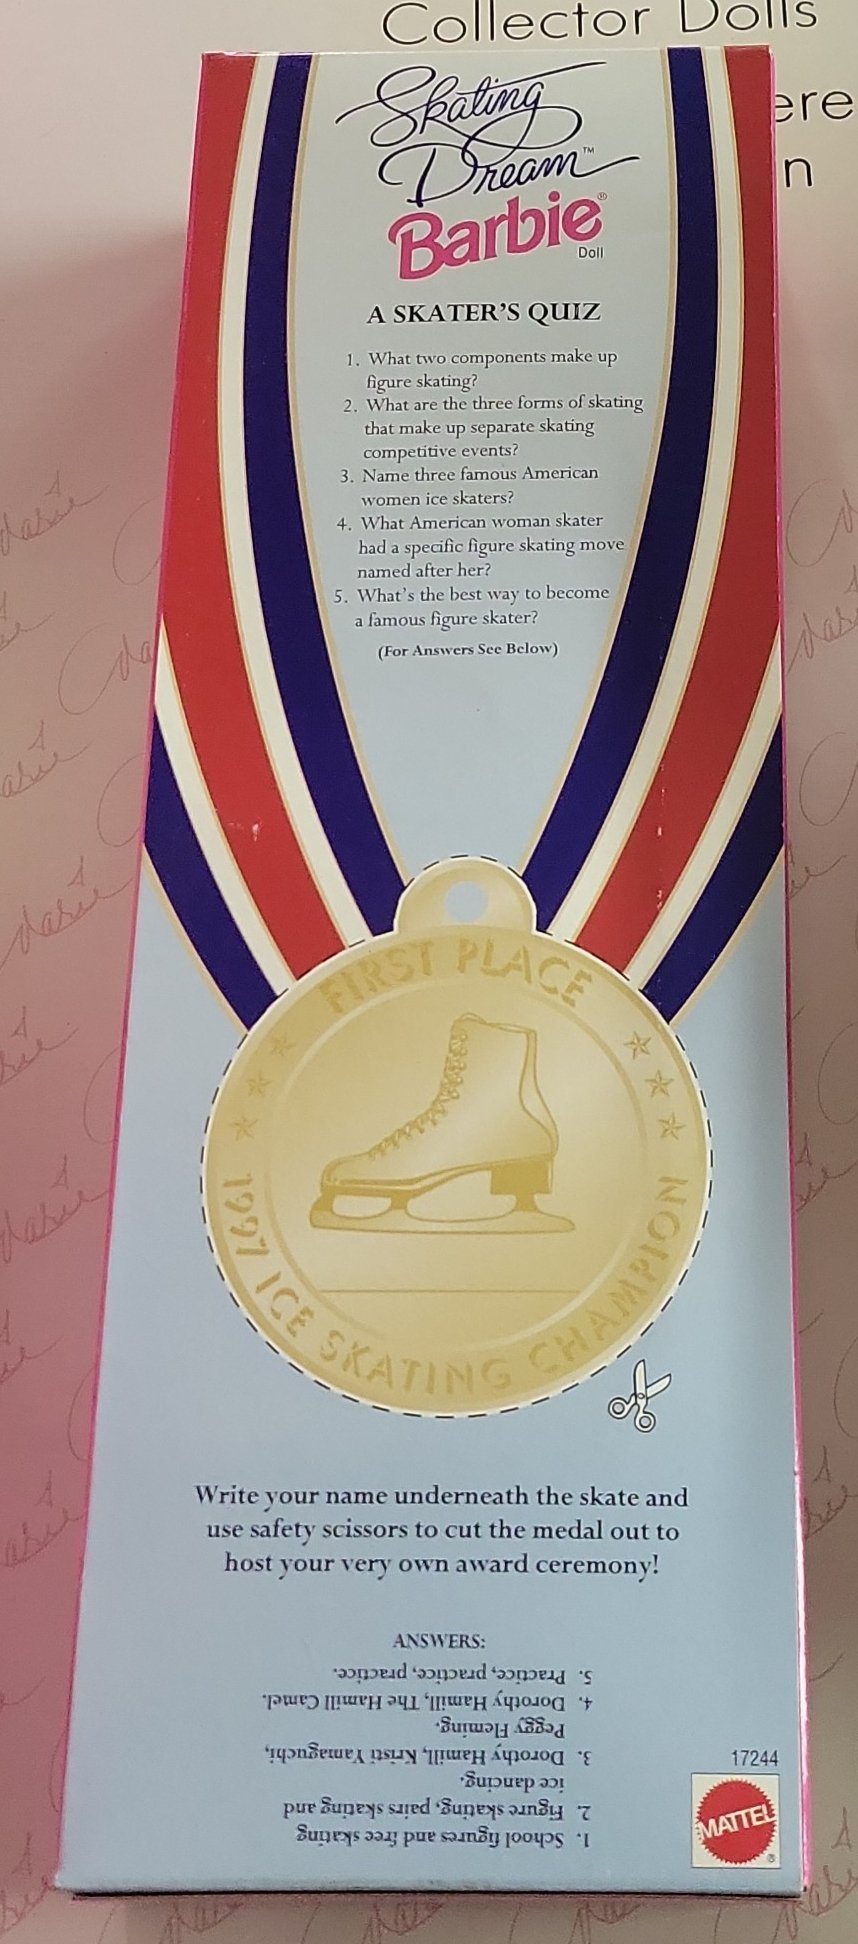 Collector Dolls
ere
n
Skating
Dream™
Barbie®
Doll
A SKATER'S QUIZ
1. What two components make up
figure skating?
2. What are the three forms of skating
that make up separate skating
competitive events?
3. Name three famous American
women ice skaters?
4. What American woman skater
had a specific figure skating move
named after her?
5. What's the best way to become
a famous figure skater?
(For Answers See Below)
FIRST PLACE
1997 ICE SKATING CHAMPION
Write your name underneath the skate and
use safety scissors to cut the medal out to
host your very own award ceremony!
ANSWERS:
1. School figures and free skating
2. Figure skating, pairs skating and
ice dancing.
3. Dorothy Hamill, Kristi Yamaguchi,
Peggy Fleming.
4. Dorothy Hamill, The Hamill Camel.
5. Practice, practice, practice.
17244
MATTEL
®